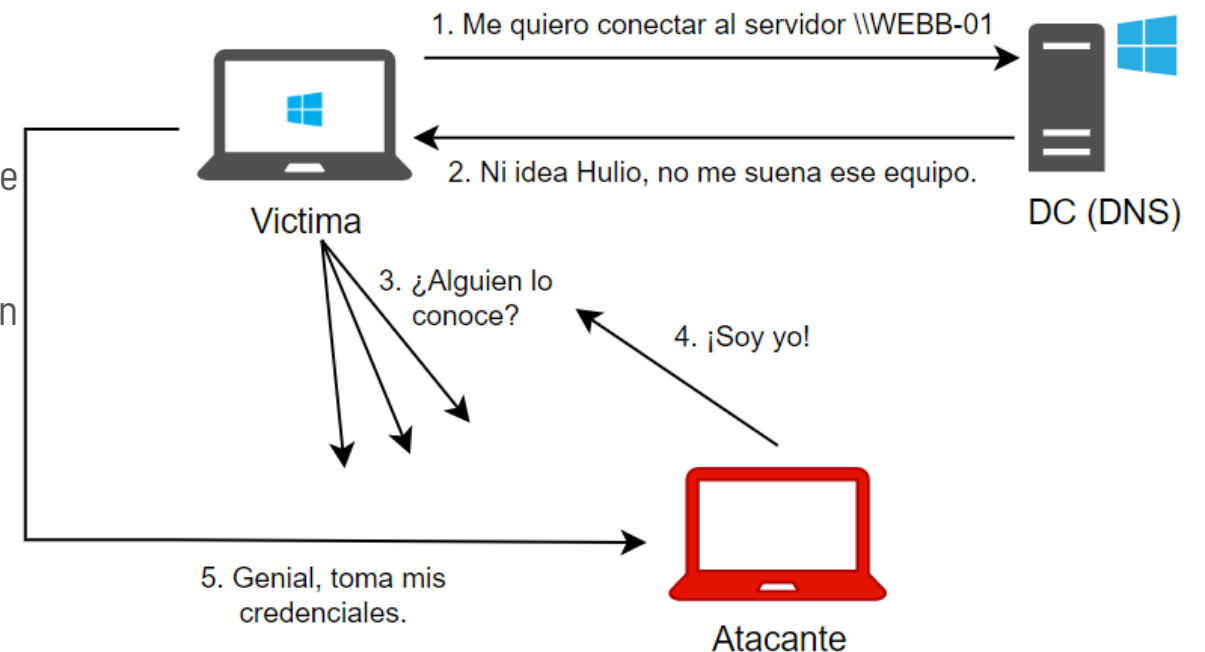 1. Me quiero conectar al servidor \\WEBB-01
2. Ni idea Hulio, no me suena ese equipo.
DC (DNS)
e
Victima
n
3. ¿Alguien lo
conoce?
4. ¡Soy yo!
5. Genial, toma mis
credenciales.
Atacante